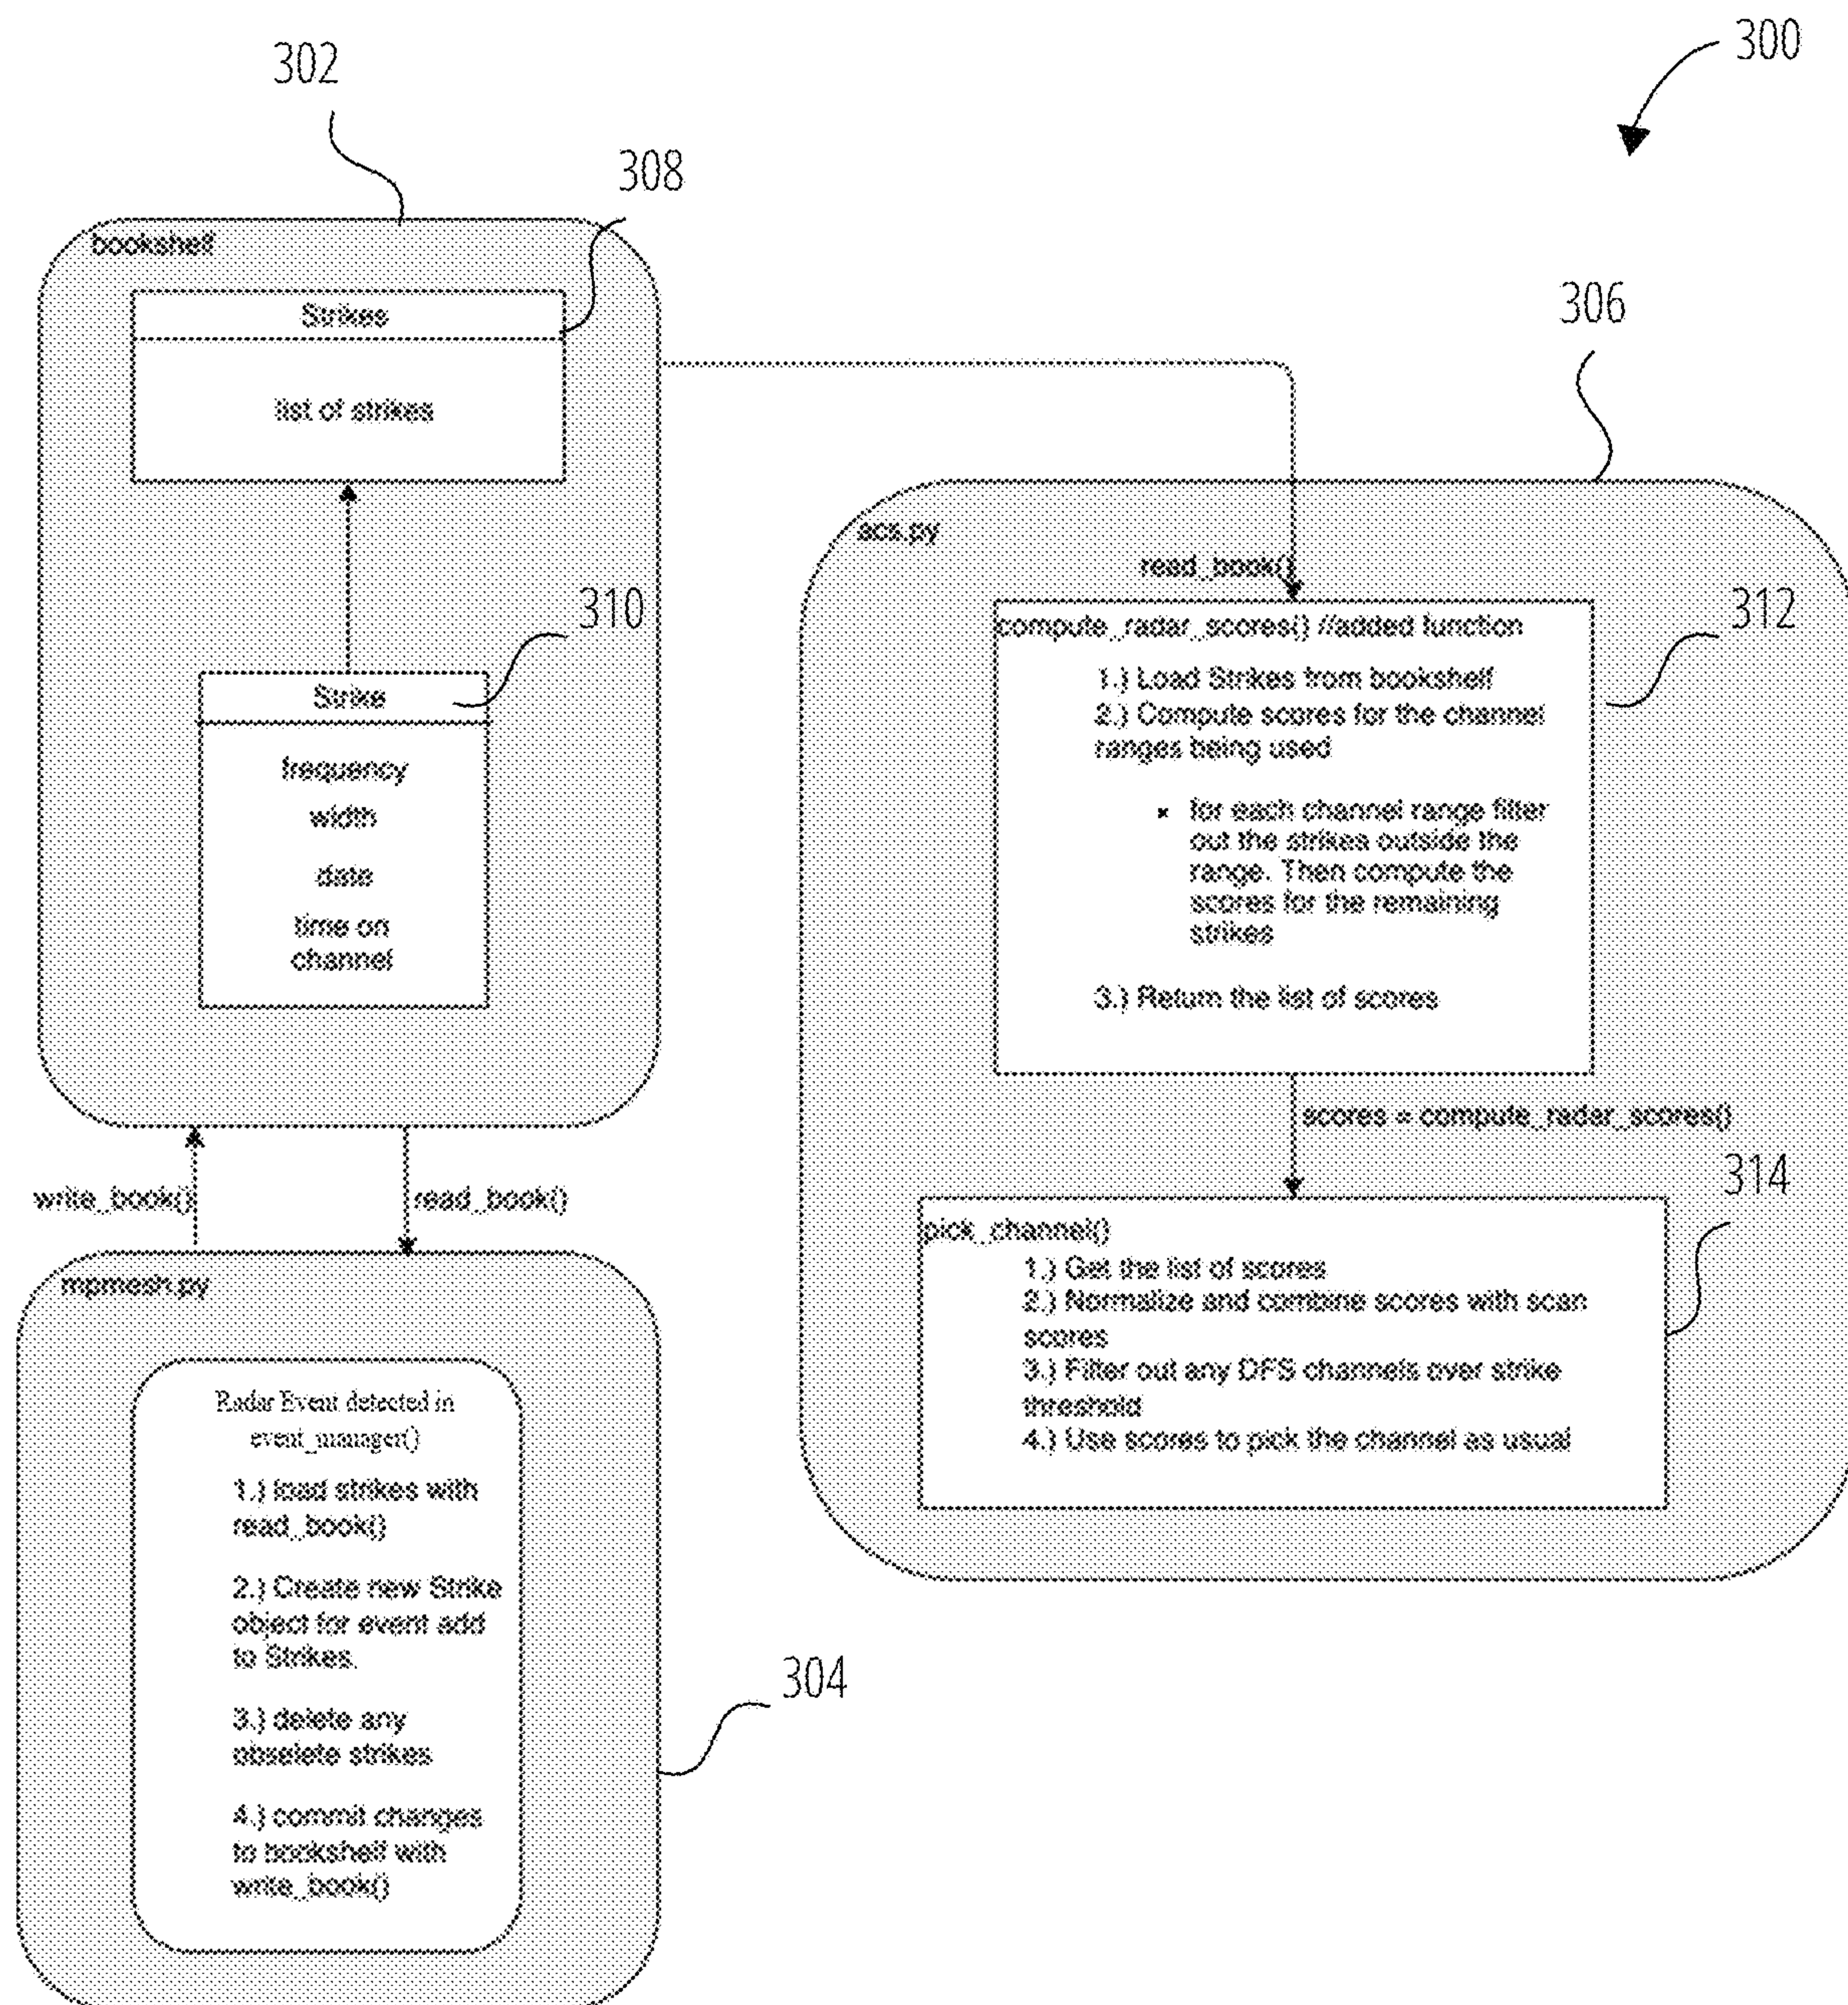 300
302
308
bookshelf
Strikes
list of strikes
310
Strike
frequency
width
date
time on
channel
write_book()
read_book()
mpmesh.py
Radar Event detected in
event_manager()
1.) load strikes with
read_book()
2.) Create new Strike
object for event add
to Strikes.
3.) delete any
obselete strikes
4.) commit changes
to bookshelf with
write_book()
304
306
acs.py
read_book()
312
compute_radar_scores() //added function
1.) Load Strikes from bookshelf
2.) Compute scores for the channel
ranges being used
for each channel range filter
out the strikes outside the
range. Then compute the
scores for the remaining
strikes
3.) Return the list of scores
scores = compute_radar_scores()
314
pick_channel()
1.) Get the list of scores
2.) Normalize and combine scores with scan
scores
3.) Filter out any DFS channels over strike
threshold
4.) Use scores to pick the channel as usual